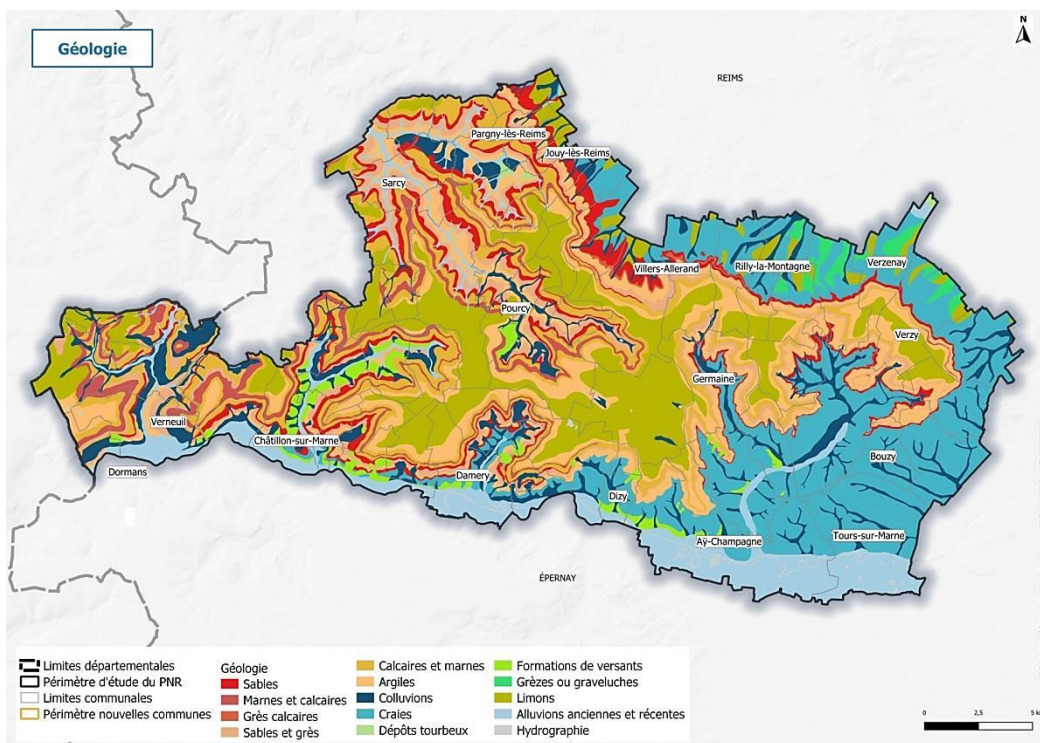 Géologie
N
REIMS
Pargny-lès-Reims
Jouy-lès-Reims
Sarcy
Villers-Allerand
Rilly-la-Montagne
Verzenay
Pourcy
Verzy
Germaine
Verneuil
Châtillon-sur-Marne
Dormans
Damery
Bouzy
Dizy
Aÿ-Champagne
Tours-sur-Marne
ÉPERNAY
Limites départementales
Périmètre d'étude du PNR
Limites communales
Périmètre nouvelles communes
Géologie
Sables
Marnes et calcaires
Grès calcaires
Sables et grès
Calcaires et marnes
Argiles
Colluvions
Craies
Dépôts tourbeux
Formations de versants
Grèzes ou graveluches
Limons
Alluvions anciennes et récentes
Hydrographie
0 2,5 5